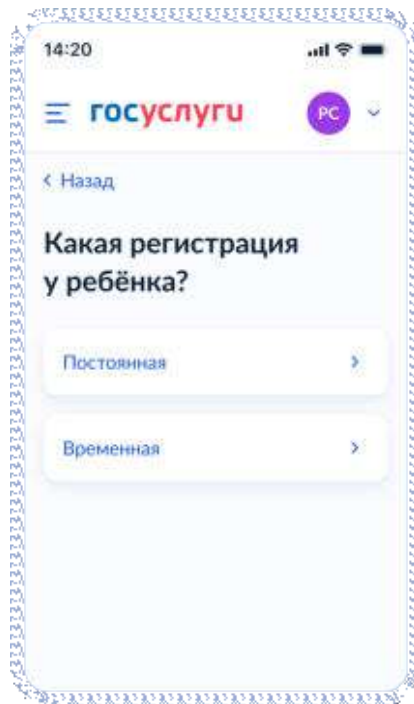 14:20
госуслуги
РС
Назад
Какая регистрация
у ребёнка?
Постоянная
Временная